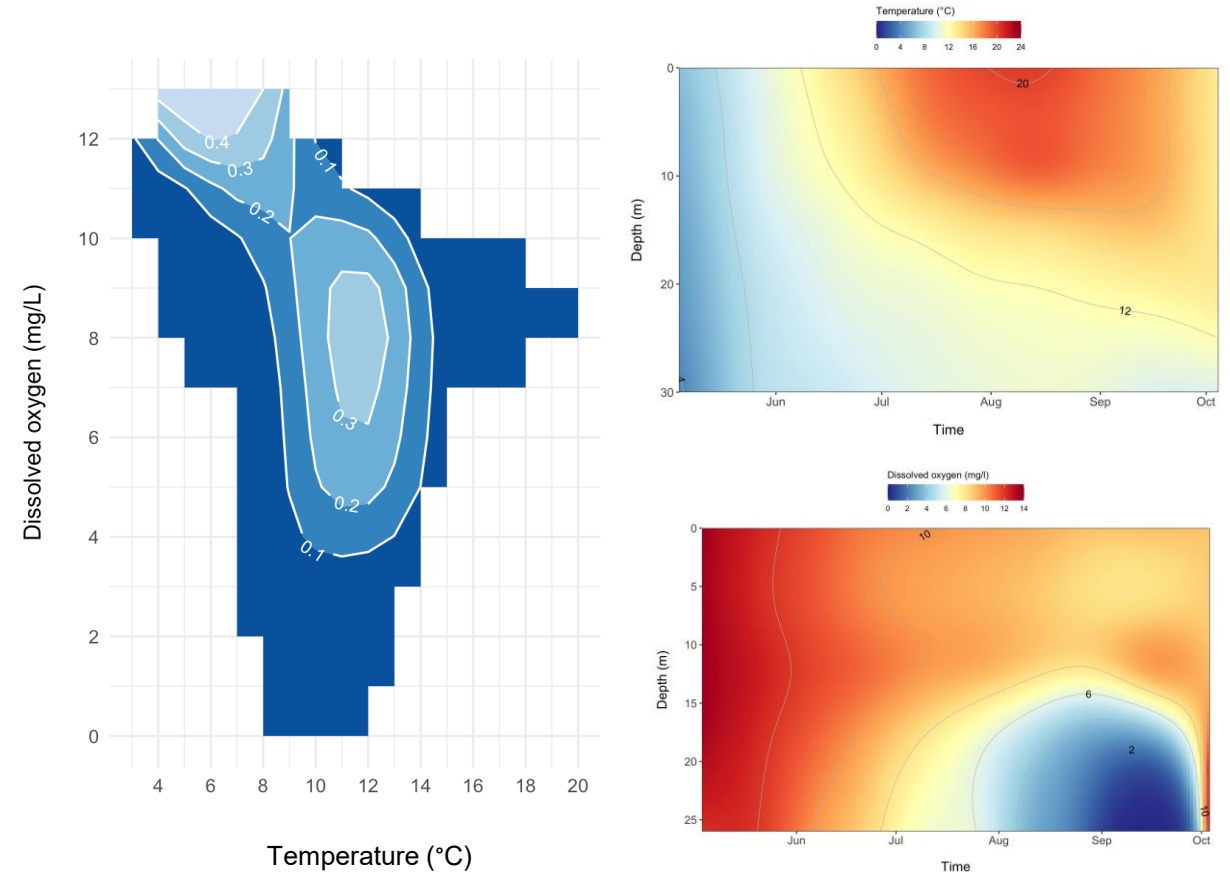 Dissolved oxygen (mg/L)
12
10
8
6
4
2
0
0.4
0.3
0.2
0.1
0.3
0.2
0.1
4 6 8 10 12 14 16 18 20
Temperature (°C)
Temperature (°C)
0 4 8 12 16 20 24
Depth (m)
0
10
20
30
20
12
4
Jun Jul Aug Sep Oct
Time
Dissolved oxygen (mg/l)
0 2 4 6 8 10 12 14
Depth (m)
0
5
10
15
20
25
10
6
2
10
Jun Jul Aug Sep Oct
Time